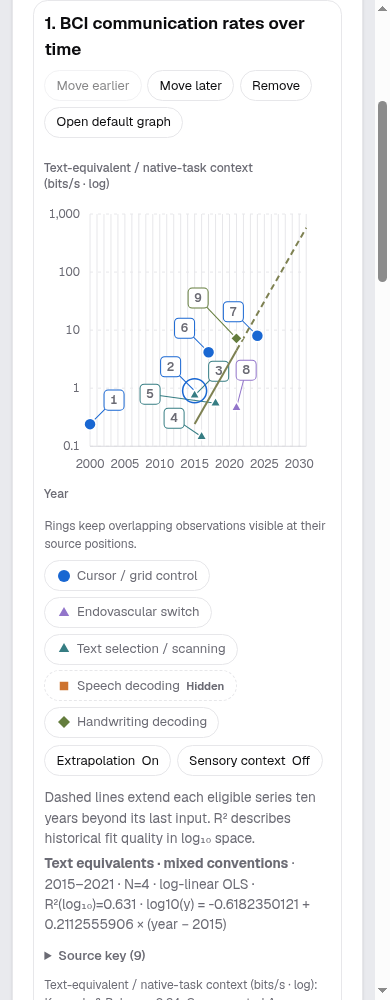 1. BCI communication rates over
time
Move earlier
Move later
Remove
Open default graph
Text-equivalent / native-task context
(bits/s · log)
1,000
100
10
1
0.1
9
7
6
2
3
8
5
1
4
2000 2005 2010 2015 2020 2025 2030
Year
Rings keep overlapping observations visible at their
source positions.
Cursor / grid control
Endovascular switch
Text selection / scanning
Speech decoding Hidden
Handwriting decoding
Extrapolation On
Sensory context Off
Dashed lines extend each eligible series ten
years beyond its last input. R² describes
historical fit quality in log₁₀ space.
Text equivalents · mixed conventions ·
2015–2021 · N=4 · log-linear OLS ·
R²(log₁₀)=0.631 · log10(y) = -0.6182350121 +
0.2112555906 × (year − 2015)
Source key (9)
Text-equivalent / native-task context (bits/s · log):